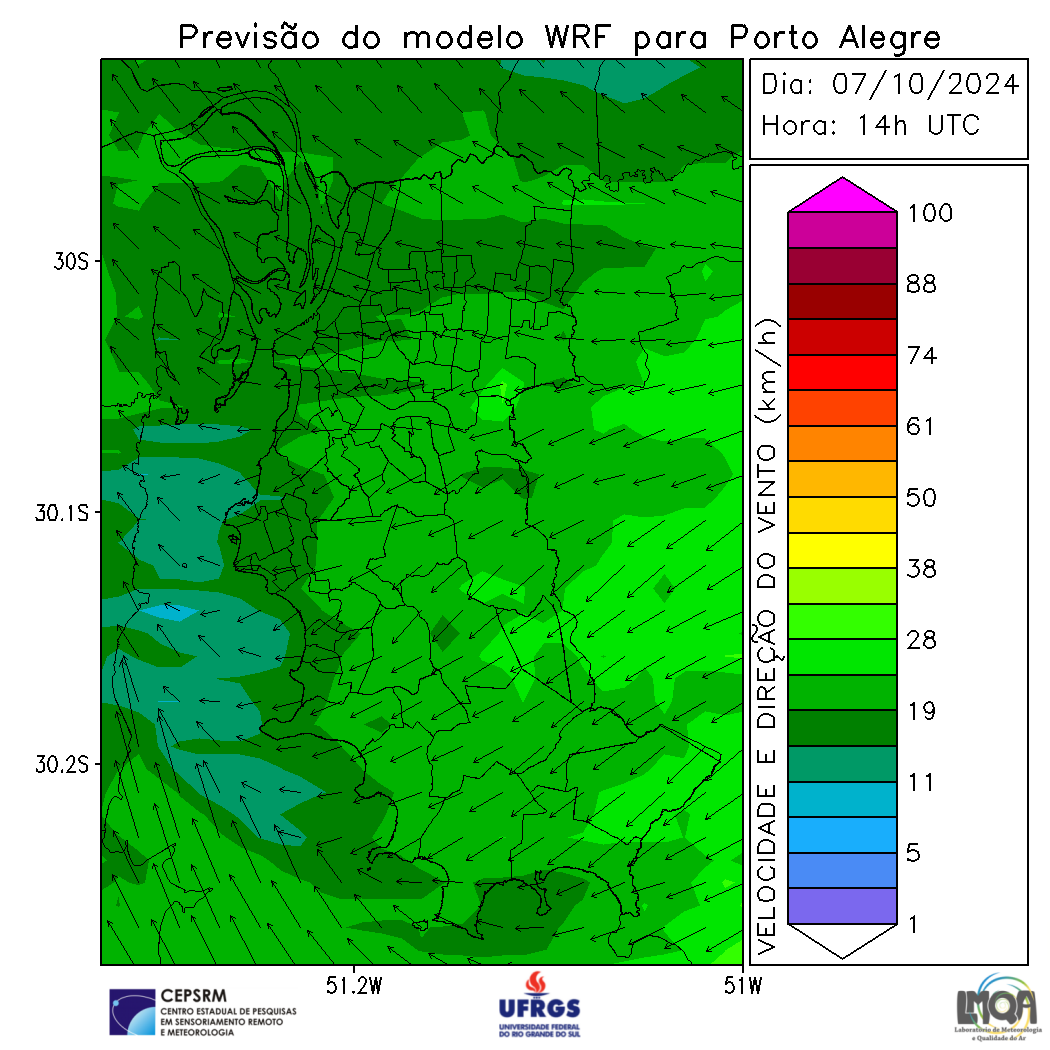 Previsão do modelo WRF para Porto Alegre
Dia: 07/10/2024
Hora: 14h UTC
30S
30.1S
30.2S
51.2W
51W
VELOCIDADE E DIREÇÃO DO VENTO (km/h)
100
88
74
61
50
38
28
19
11
5
1
CEPSRM
CENTRO ESTADUAL DE PESQUISAS
EM SENSORIAMENTO REMOTO
E METEOROLOGIA
UFRGS
UNIVERSIDADE FEDERAL
DO RIO GRANDE DO SUL
LMQA
Laboratório de Meteorologia
e Qualidade do Ar